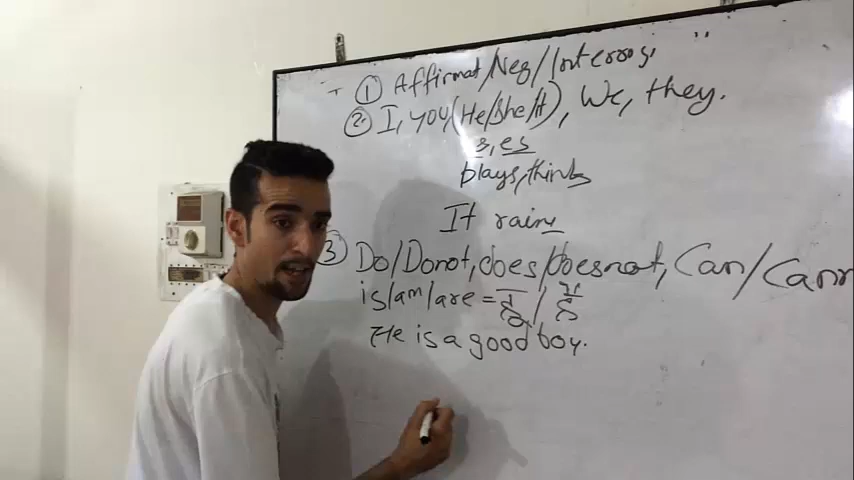 ① Affirmat/Neg/Interrog.
② I, you (He/She/It), We, they.
s, es
plays, thinks
It rains
③ Do/Donot, does/doesnot, Can/Cann
is/am/are =
He is a good boy.